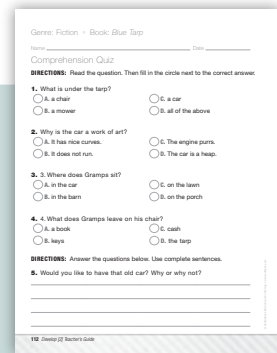 Genre: Fiction • Book: Blue Tarp
Name Date
Comprehension Quiz
DIRECTIONS: Read the question. Then fill in the circle next to the correct answer.
1. What is under the tarp?
A. a chair C. a car
B. a mower D. all of the above
2. Why is the car a work of art?
A. It has nice curves. C. The engine purrs.
B. It does not run. D. The car is a heap.
3. 3. Where does Gramps sit?
A. in the car C. on the lawn
B. in the barn D. on the porch
4. 4. What does Gramps leave on his chair?
A. a book C. cash
B. keys D. the tarp
DIRECTIONS: Answer the questions below. Use complete sentences.
5. Would you like to have that old car? Why or why not?
112 Develop [2] Teacher's Guide